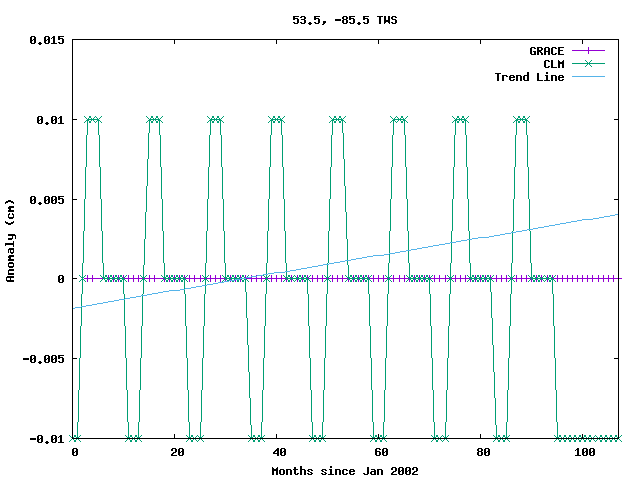 53.5, -85.5 TWS
0.015
0.01
0.005
0
-0.005
-0.01
Anomaly (cm)
GRACE
CLM
Trend Line
0 20 40 60 80 100
Months since Jan 2002